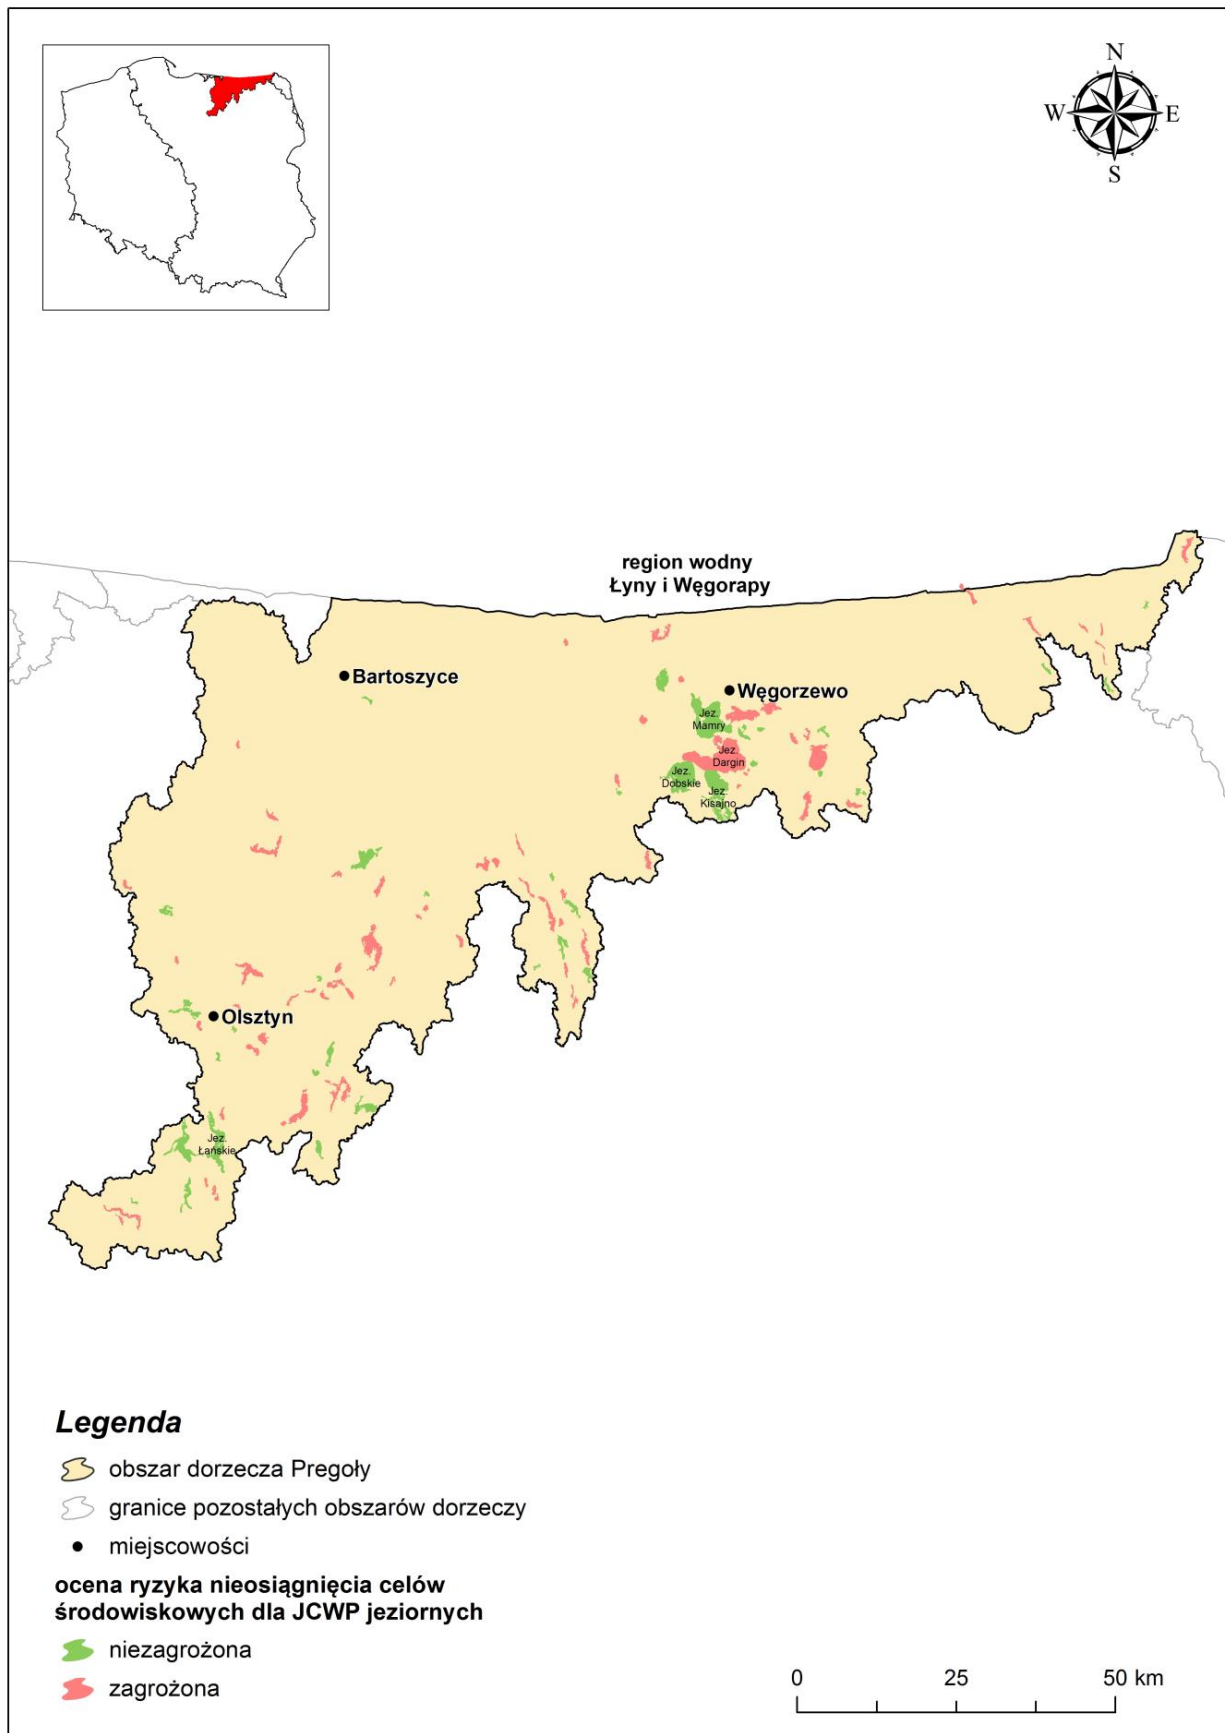 N
W
E
S
region wodny
Łyny i Węgorapy
Bartoszyce
Węgorzewo
Jez.
Mamry
Jez.
Dargin
Jez.
Dobskie
Jez.
Kisajno
Olsztyn
Jez.
Łańskie
Legenda
obszar dorzecza Pregoły
granice pozostałych obszarów dorzeczy
miejscowości
ocena ryzyka nieosiągnięcia celów
środowiskowych dla JCWP jeziornych
niezagrożona
zagrożona
0 25 50 km